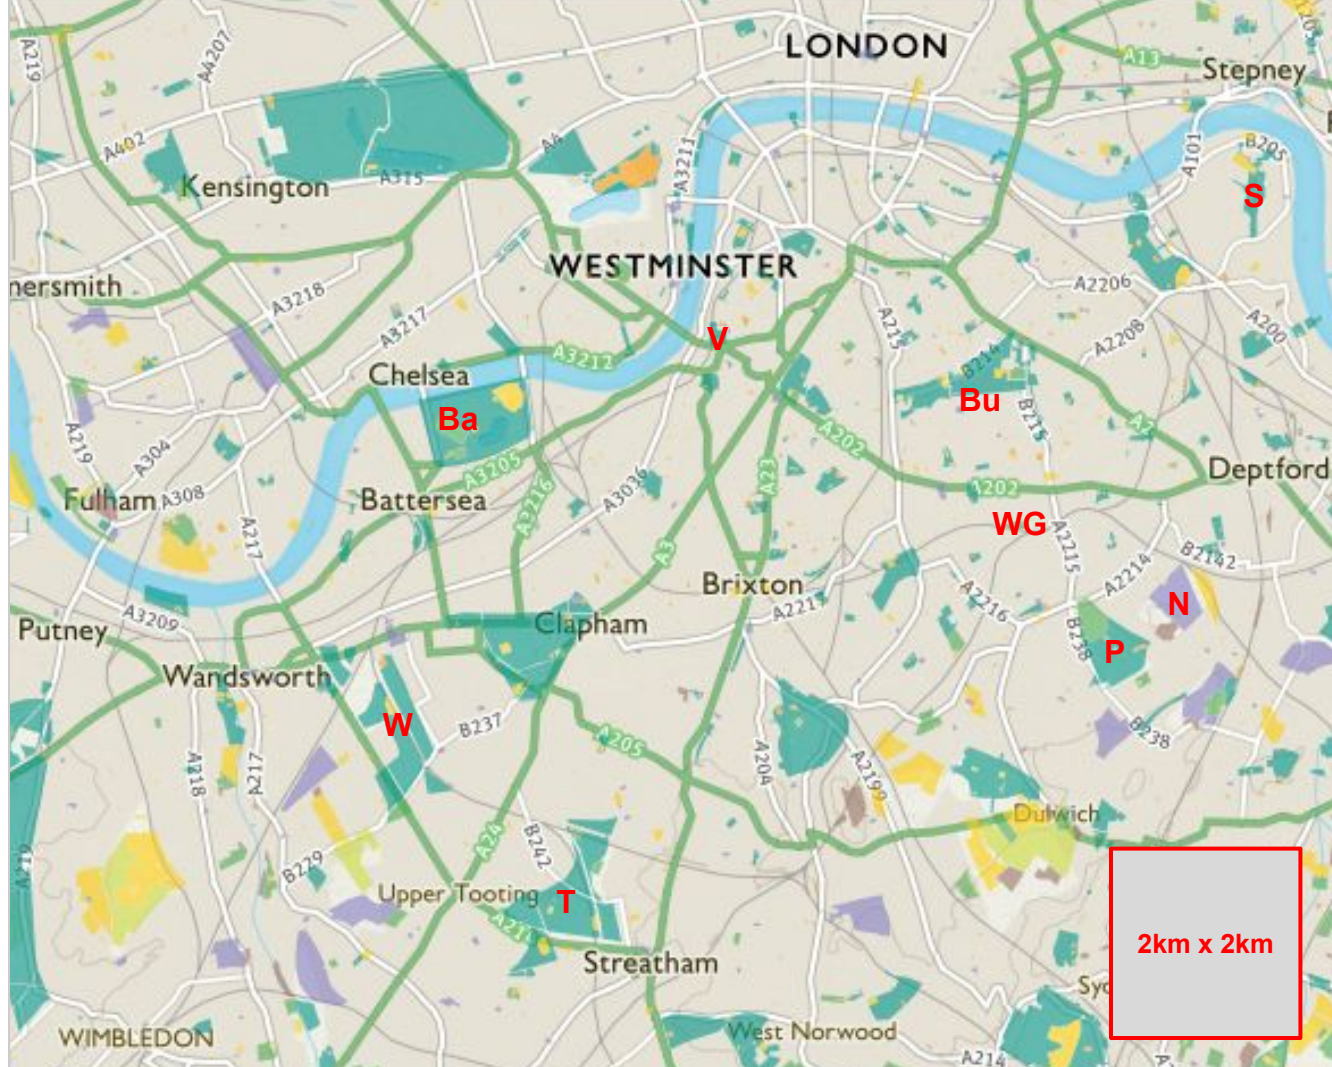 A219
A4207
LONDON
A13
Stepney
A205
A402
A4
A3211
A101
B205
Kensington
A315
S
WESTMINSTER
nersmith
A3218
A2206
A3217
A215
A200
V
A2208
A3212
B214
Chelsea
Ba
Bu
B215
A219
A304
A202
A2
Fulham
A308
A3205
A23
Deptford
Battersea
A3036
A202
A217
A3216
WG
A2215
A3
B2142
Brixton
A2214
A2217
A2216
N
A3209
Putney
Clapham
B238
P
Wandsworth
W
B237
A205
B238
A218
A217
A204
A2199
Dulwich
A24
B242
A219
B229
Upper Tooting
T
A214
2km x 2km
Streatham
Syd
WIMBLEDON
West Norwood
A214